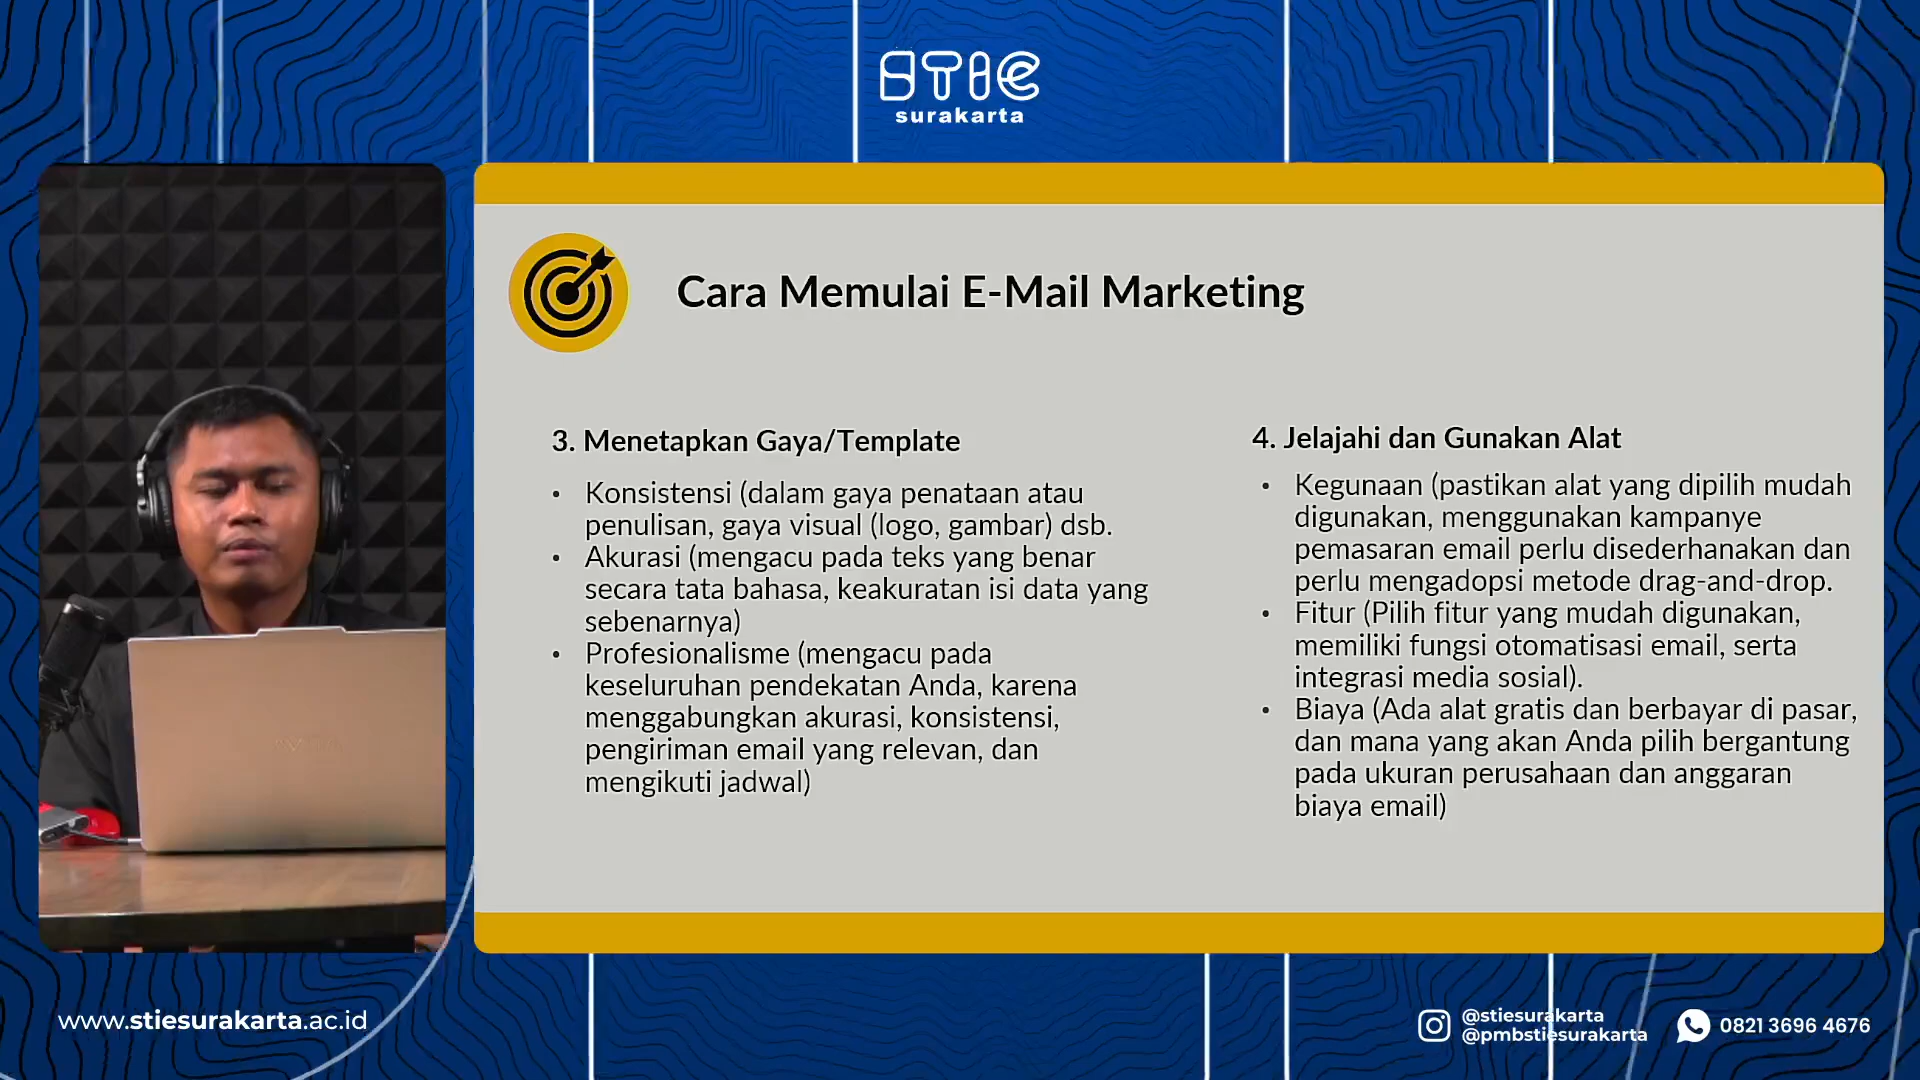 STIE
surakarta
Cara Memulai E-Mail Marketing
3. Menetapkan Gaya/Template
• Konsistensi (dalam gaya penataan atau
penulisan, gaya visual (logo, gambar) dsb.
• Akurasi (mengacu pada teks yang benar
secara tata bahasa, keakuratan isi data yang
sebenarnya)
• Profesionalisme (mengacu pada
keseluruhan pendekatan Anda, karena
menggabungkan akurasi, konsistensi,
pengiriman email yang relevan, dan
mengikuti jadwal)
4. Jelajahi dan Gunakan Alat
• Kegunaan (pastikan alat yang dipilih mudah
digunakan, menggunakan kampanye
pemasaran email perlu disederhanakan dan
perlu mengadopsi metode drag-and-drop.
• Fitur (Pilih fitur yang mudah digunakan,
memiliki fungsi otomatisasi email, serta
integrasi media sosial).
• Biaya (Ada alat gratis dan berbayar di pasar,
dan mana yang akan Anda pilih bergantung
pada ukuran perusahaan dan anggaran
biaya email)
www.stiesurakarta.ac.id
@stiesurakarta
@pmbstiesurakarta
0821 3696 4676